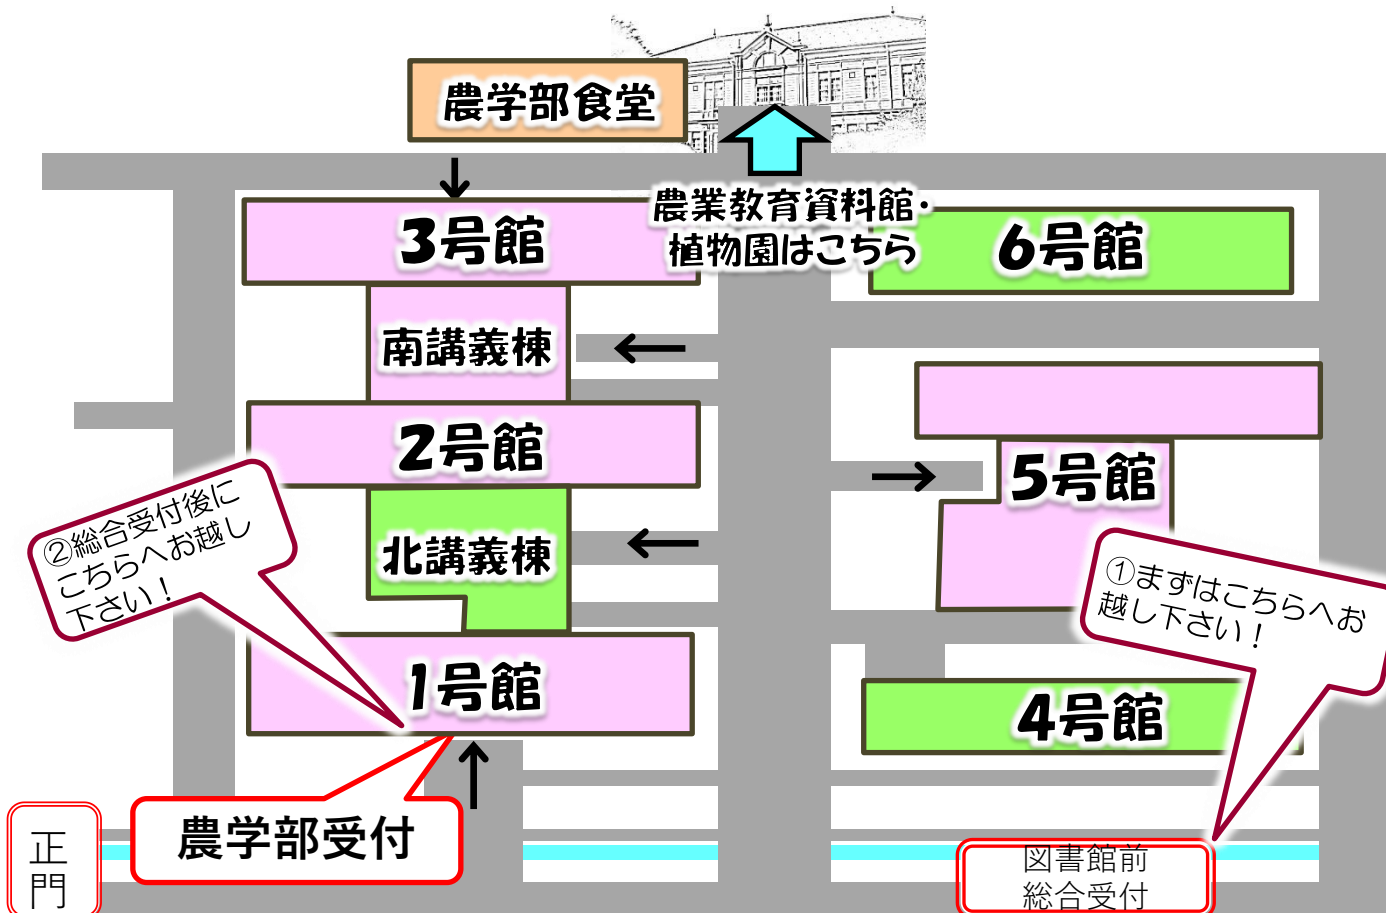 農学部食堂
農業教育資料館・
植物園はこちら
3号館
6号館
南講義棟
2号館
5号館
②総合受付後に
こちらへお越し
下さい！
北講義棟
①まずはこちらへお
越し下さい！
1号館
4号館
農学部受付
正
門
図書館前
総合受付